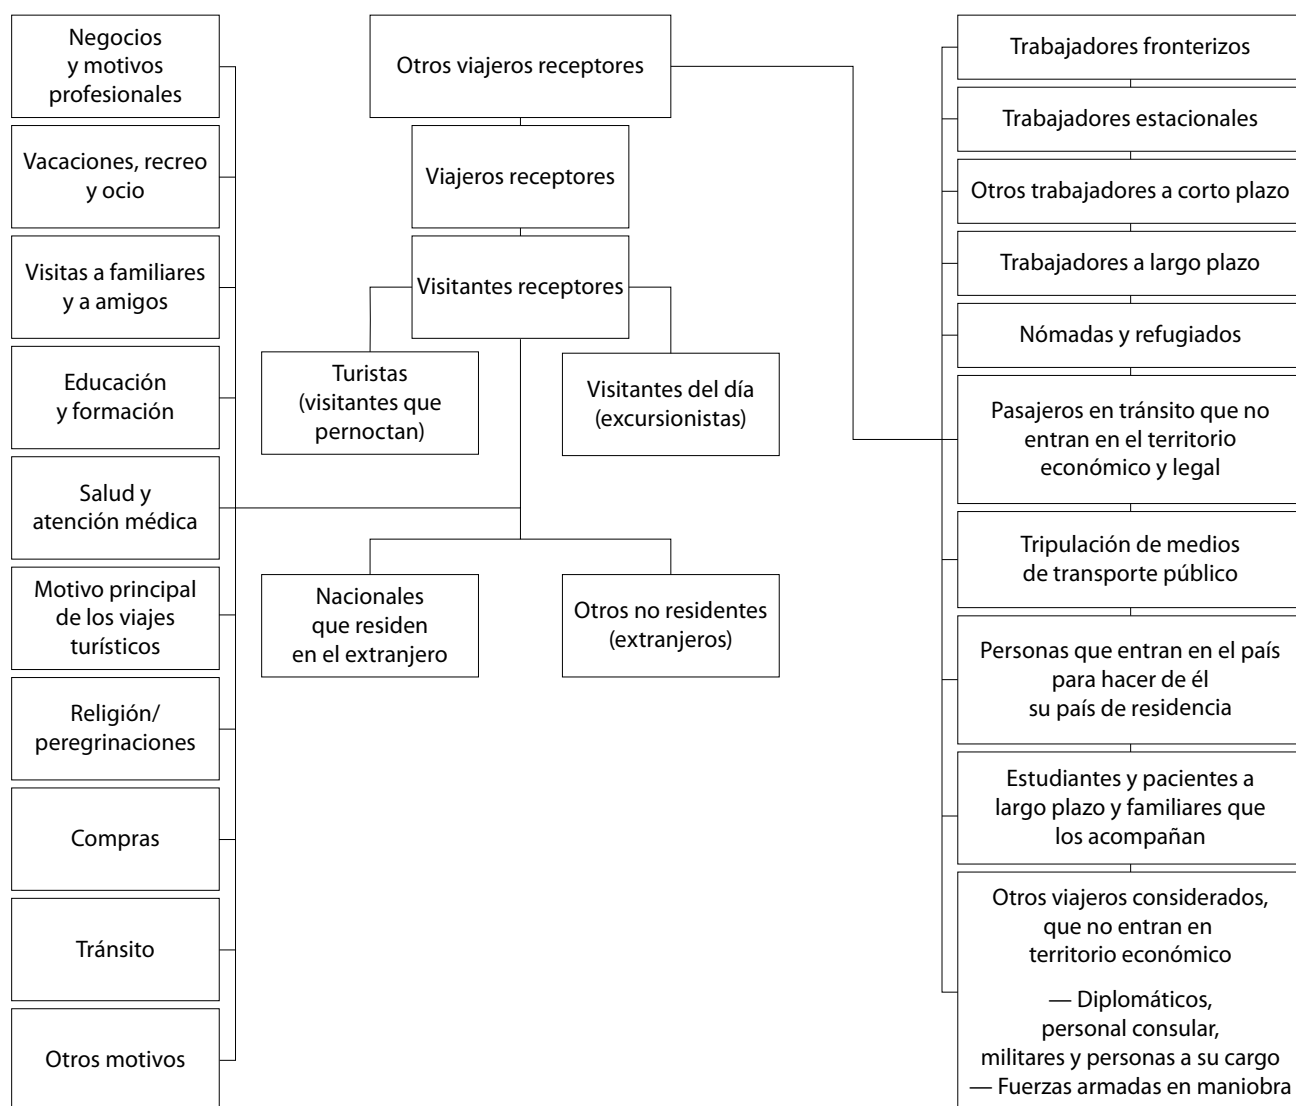 Negocios
y motivos
profesionales
Vacaciones, recreo
y ocio
Visitas a familiares
y a amigos
Educación
y formación
Salud y
atención médica
Motivo principal
de los viajes
turísticos
Religión/
peregrinaciones
Compras
Tránsito
Otros motivos
Otros viajeros receptores
Viajeros receptores
Visitantes receptores
Turistas
(visitantes que
pernoctan)
Visitantes del día
(excursionistas)
Nacionales
que residen
en el extranjero
Otros no residentes
(extranjeros)
Trabajadores fronterizos
Trabajadores estacionales
Otros trabajadores a corto plazo
Trabajadores a largo plazo
Nómadas y refugiados
Pasajeros en tránsito que no
entran en el territorio
económico y legal
Tripulación de medios
de transporte público
Personas que entran en el país
para hacer de él
su país de residencia
Estudiantes y pacientes a
largo plazo y familiares que
los acompañan
Otros viajeros considerados,
que no entran en
territorio económico
— Diplomáticos,
personal consular,
militares y personas a su cargo
— Fuerzas armadas en maniobra